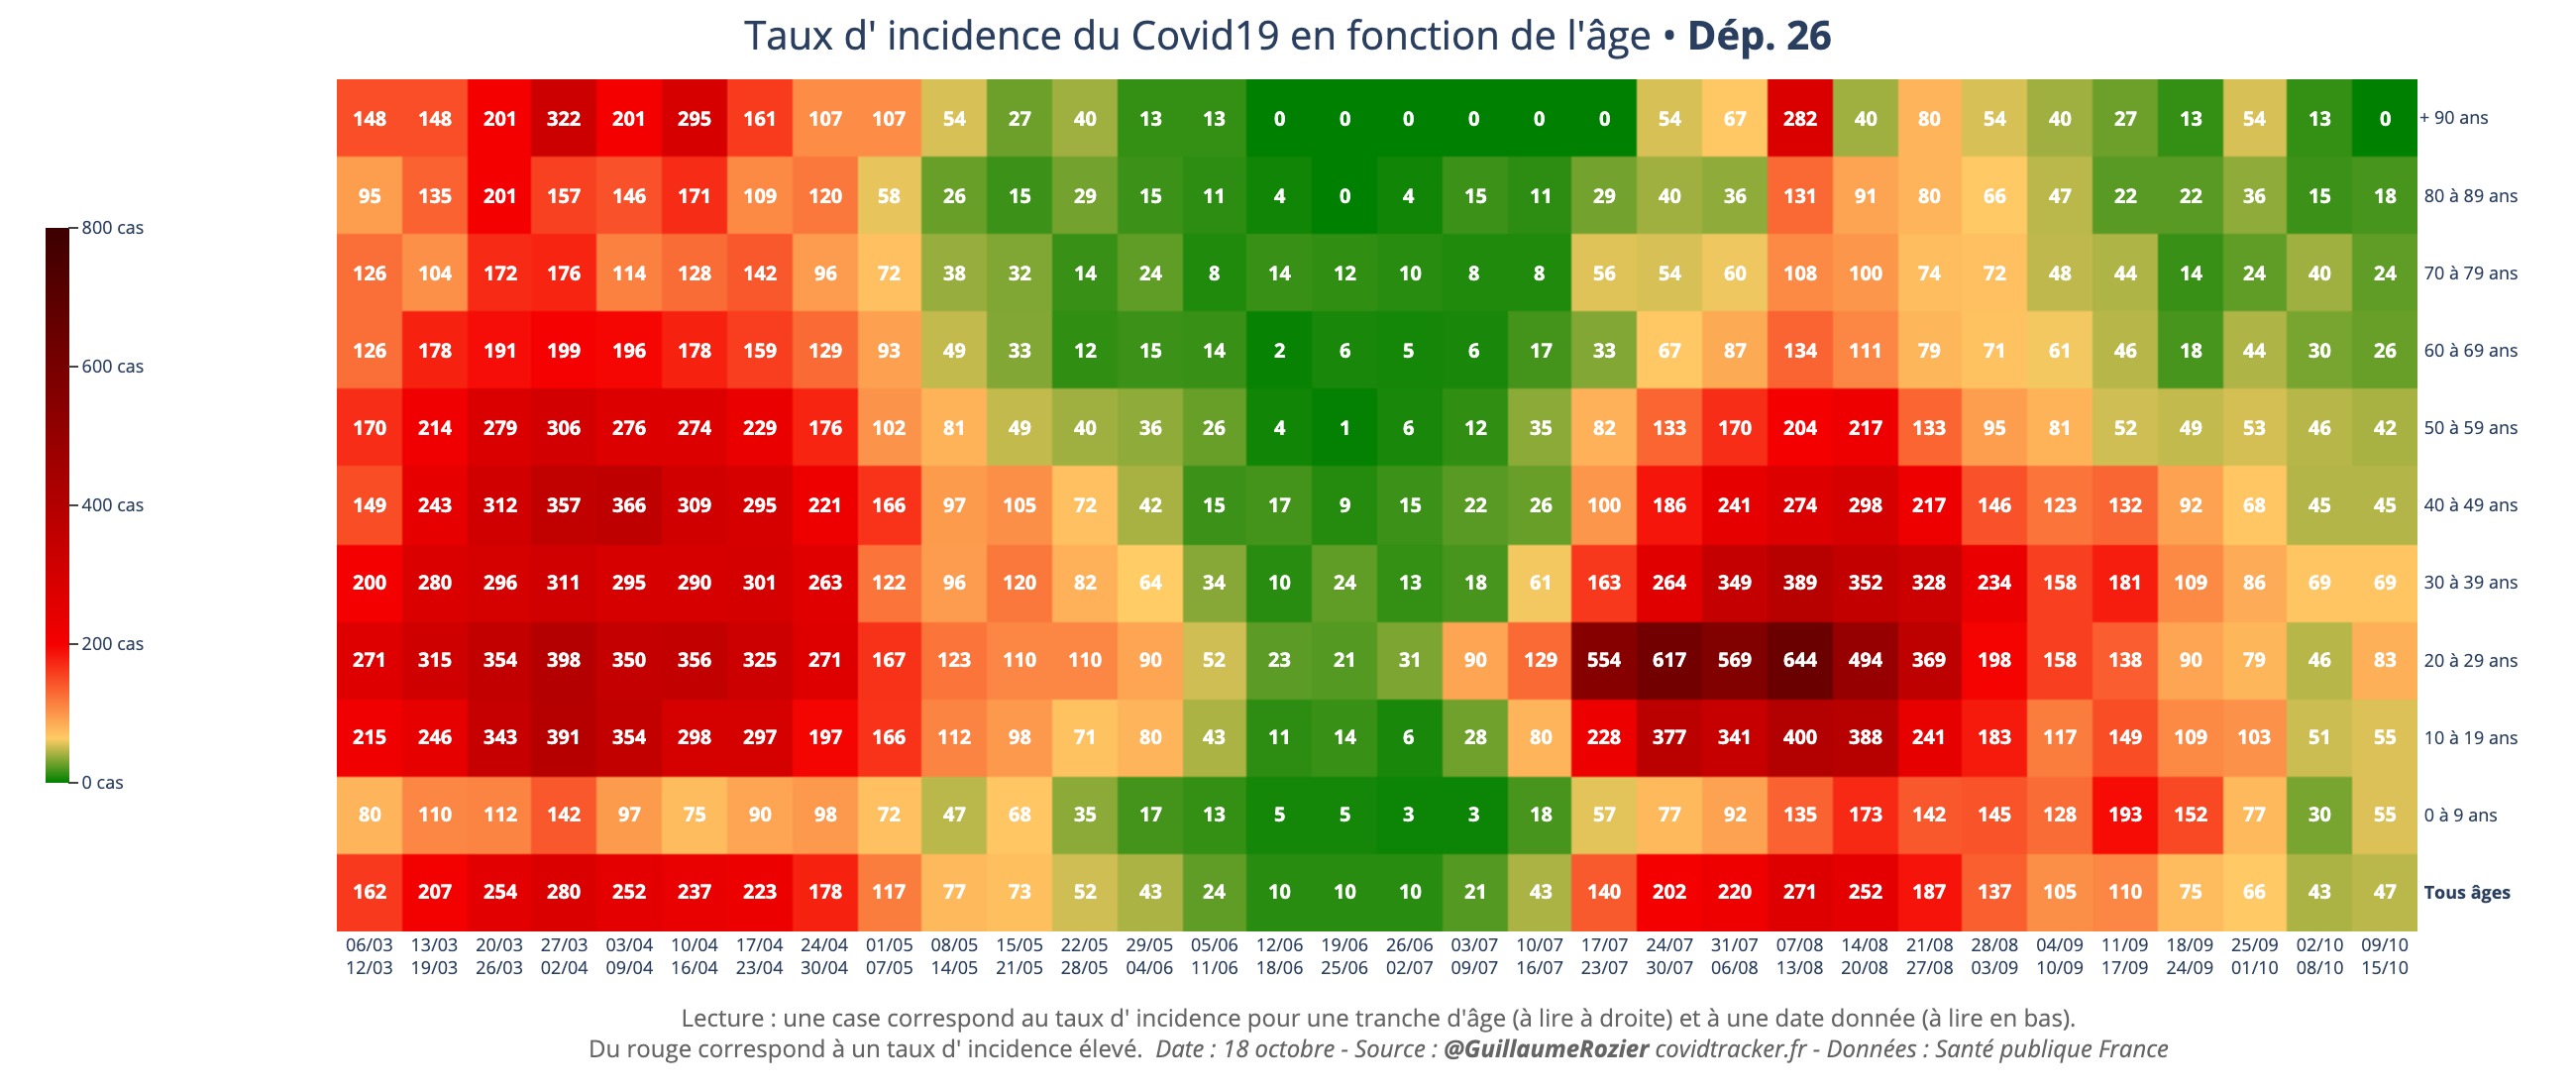 Taux d' incidence du Covid19 en fonction de l'âge • Dép. 26
148 148 201 322 201 295 161 107 107 54 27 40 13 13 0 0 0 0 0 0 54 67 282 40 80 54 40 27 13 54 13 0 + 90 ans
95 135 201 157 146 171 109 120 58 26 15 29 15 11 4 0 4 15 11 29 40 36 131 91 80 66 47 22 22 36 15 18 80 à 89 ans
126 104 172 176 114 128 142 96 72 38 32 14 24 8 14 12 10 8 8 56 54 60 108 100 74 72 48 44 14 24 40 24 70 à 79 ans
126 178 191 199 196 178 159 129 93 49 33 12 15 14 2 6 5 6 17 33 67 87 134 111 79 71 61 46 18 44 30 26 60 à 69 ans
170 214 279 306 276 274 229 176 102 81 49 40 36 26 4 1 6 12 35 82 133 170 204 217 133 95 81 52 49 53 46 42 50 à 59 ans
149 243 312 357 366 309 295 221 166 97 105 72 42 15 17 9 15 22 26 100 186 241 274 298 217 146 123 132 92 68 45 45 40 à 49 ans
200 280 296 311 295 290 301 263 122 96 120 82 64 34 10 24 13 18 61 163 264 349 389 352 328 234 158 181 109 86 69 69 30 à 39 ans
271 315 354 398 350 356 325 271 167 123 110 110 90 52 23 21 31 90 129 554 617 569 644 494 369 198 158 138 90 79 46 83 20 à 29 ans
215 246 343 391 354 298 297 197 166 112 98 71 80 43 11 14 6 28 80 228 377 341 400 388 241 183 117 149 109 103 51 55 10 à 19 ans
80 110 112 142 97 75 90 98 72 47 68 35 17 13 5 5 3 3 18 57 77 92 135 173 142 145 128 193 152 77 30 55 0 à 9 ans
162 207 254 280 252 237 223 178 117 77 73 52 43 24 10 10 10 21 43 140 202 220 271 252 187 137 105 110 75 66 43 47 Tous âges
06/03 13/03 20/03 27/03 03/04 10/04 17/04 24/04 01/05 08/05 15/05 22/05 29/05 05/06 12/06 19/06 26/06 03/07 10/07 17/07 24/07 31/07 07/08 14/08 21/08 28/08 04/09 11/09 18/09 25/09 02/10 09/10
12/03 19/03 26/03 02/04 09/04 16/04 23/04 30/04 07/05 14/05 21/05 28/05 04/06 11/06 18/06 25/06 02/07 09/07 16/07 23/07 30/07 06/08 13/08 20/08 27/08 03/09 10/09 17/09 24/09 01/10 08/10 15/10
800 cas
600 cas
400 cas
200 cas
0 cas
Lecture : une case correspond au taux d' incidence pour une tranche d'âge (à lire à droite) et à une date donnée (à lire en bas).
Du rouge correspond à un taux d' incidence élevé. Date : 18 octobre - Source : @GuillaumeRozier covidtracker.fr - Données : Santé publique France